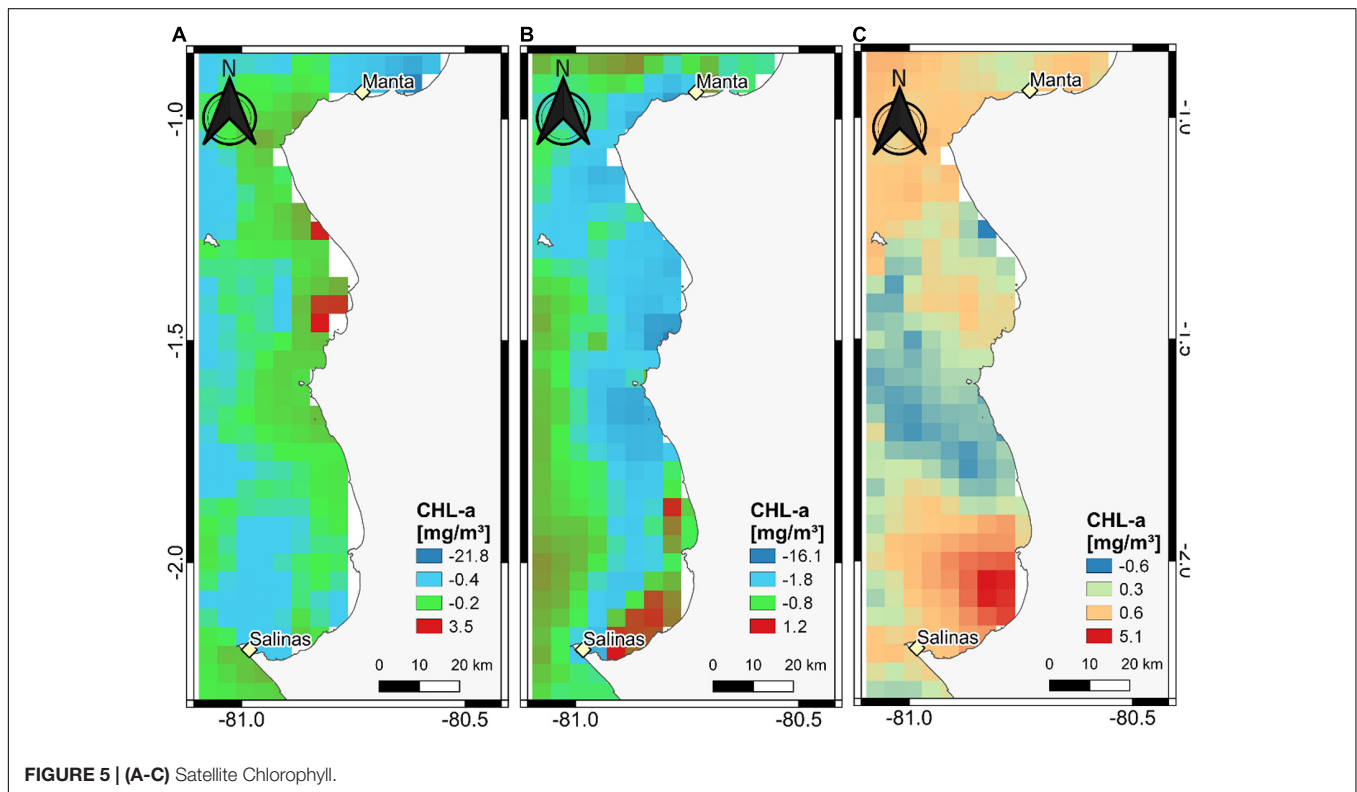 A
N
Manta
-1.0
-1.5
-2.0
CHL-a
[mg/m³]
-21.8
-0.4
-0.2
3.5
Salinas
0 10 20 km
-81.0 -80.5
B
N
Manta
CHL-a
[mg/m³]
-16.1
-1.8
-0.8
1.2
Salinas
0 10 20 km
-81.0 -80.5
C
N
Manta
-1.0
-1.5
-2.0
CHL-a
[mg/m³]
-0.6
0.3
0.6
5.1
Salinas
0 10 20 km
-81.0 -80.5
FIGURE 5 | (A-C) Satellite Chlorophyll.